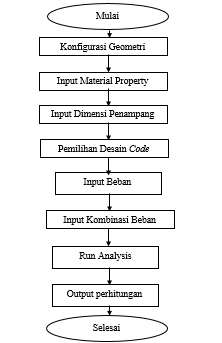 Mulai
Konfigurasi Geometri
Input Material Property
Input Dimensi Penampang
Pemilihan Desain Code
Input Beban
Input Kombinasi Beban
Run Analysis
Output perhitungan
Selesai